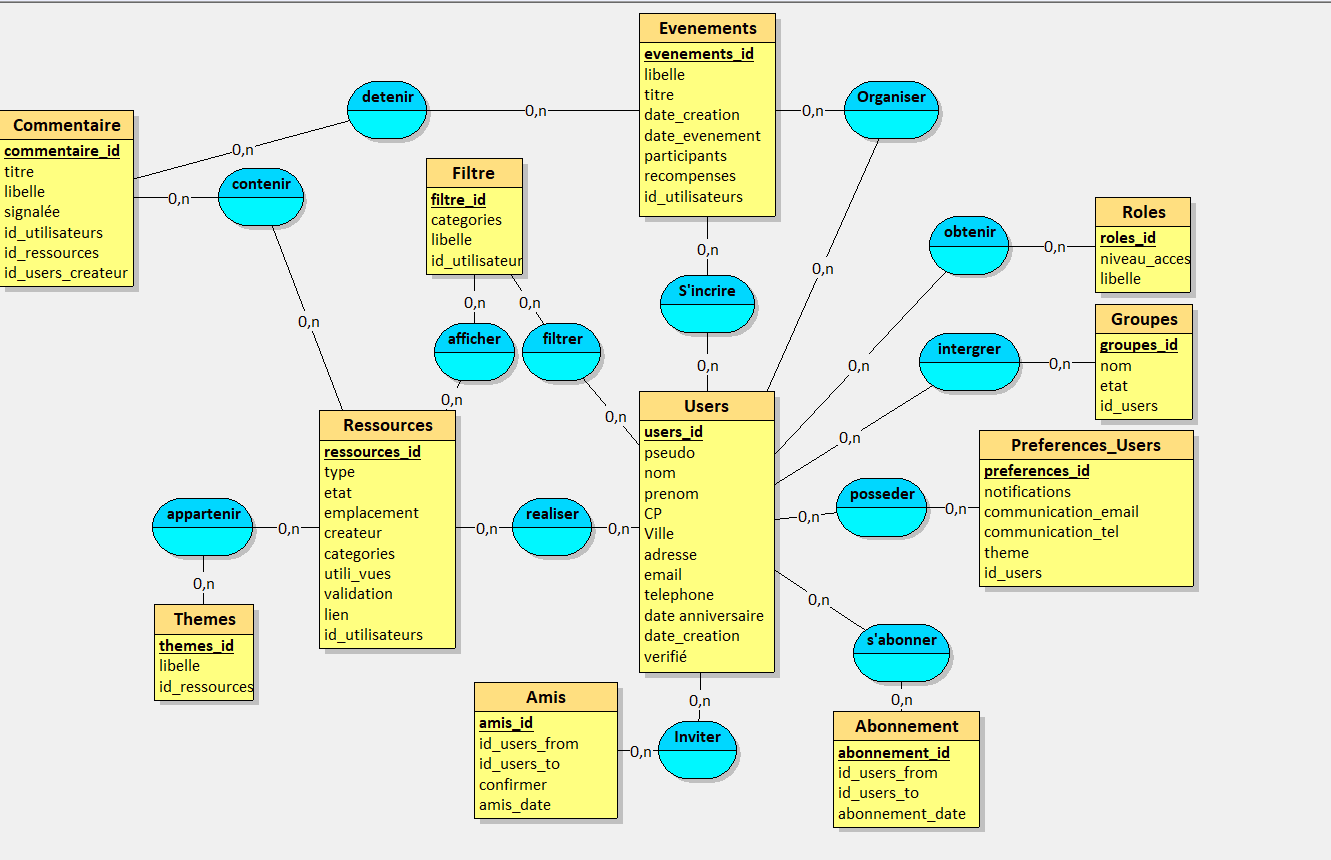 Evenements
evenements_id
libelle
titre
date_creation
date_evenement
participants
recompenses
id_utilisateurs
detenir
0,n
0,n
Organiser
0,n
0,n
Commentaire
commentaire_id
titre
libelle
signalée
id_utilisateurs
id_ressources
id_users_createur
0,n
contenir
0,n
Filtre
filtre_id
categories
libelle
id_utilisateur
0,n
0,n
afficher
filtrer
0,n
0,n
0,n
S'incrire
0,n
obtenir
0,n
0,n
Roles
roles_id
niveau_acces
libelle
intergrer
0,n
0,n
Groupes
groupes_id
nom
etat
id_users
Ressources
ressources_id
type
etat
emplacement
createur
categories
utili_vues
validation
lien
id_utilisateurs
Users
users_id
pseudo
nom
prenom
CP
Ville
adresse
email
telephone
date anniversaire
date_creation
verifié
Preferences_Users
preferences_id
notifications
communication_email
communication_tel
theme
id_users
0,n
posseder
0,n
appartenir
0,n
0,n
0,n
realiser
0,n
Themes
themes_id
libelle
id_ressources
0,n
s'abonner
0,n
Amis
amis_id
id_users_from
id_users_to
confirmer
amis_date
0,n
0,n
Inviter
Abonnement
abonnement_id
id_users_from
id_users_to
abonnement_date